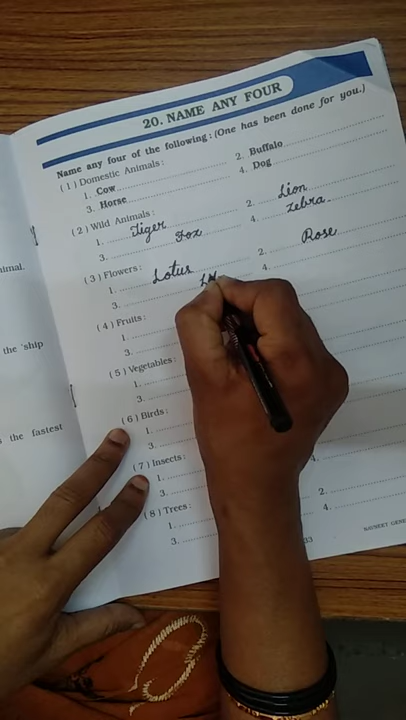 20. NAME ANY FOUR
Name any four of the following : (One has been done for you.)
( 1 ) Domestic Animals :
1. Cow 2. Buffalo
3. Horse 4. Dog
( 2 ) Wild Animals :
1. Tiger 2. Lion
3. Fox 4. Zebra
( 3 ) Flowers :
1. Lotus 2. Rose
3. 4.
( 4 ) Fruits :
1.
3.
( 5 ) Vegetables
1.
3.
( 6 ) Birds :
1.
3.
( 7 ) Insects :
1.
3. 4.
( 8 ) Trees :
1. 2.
3. 4.
33
the 'ship
the fastest